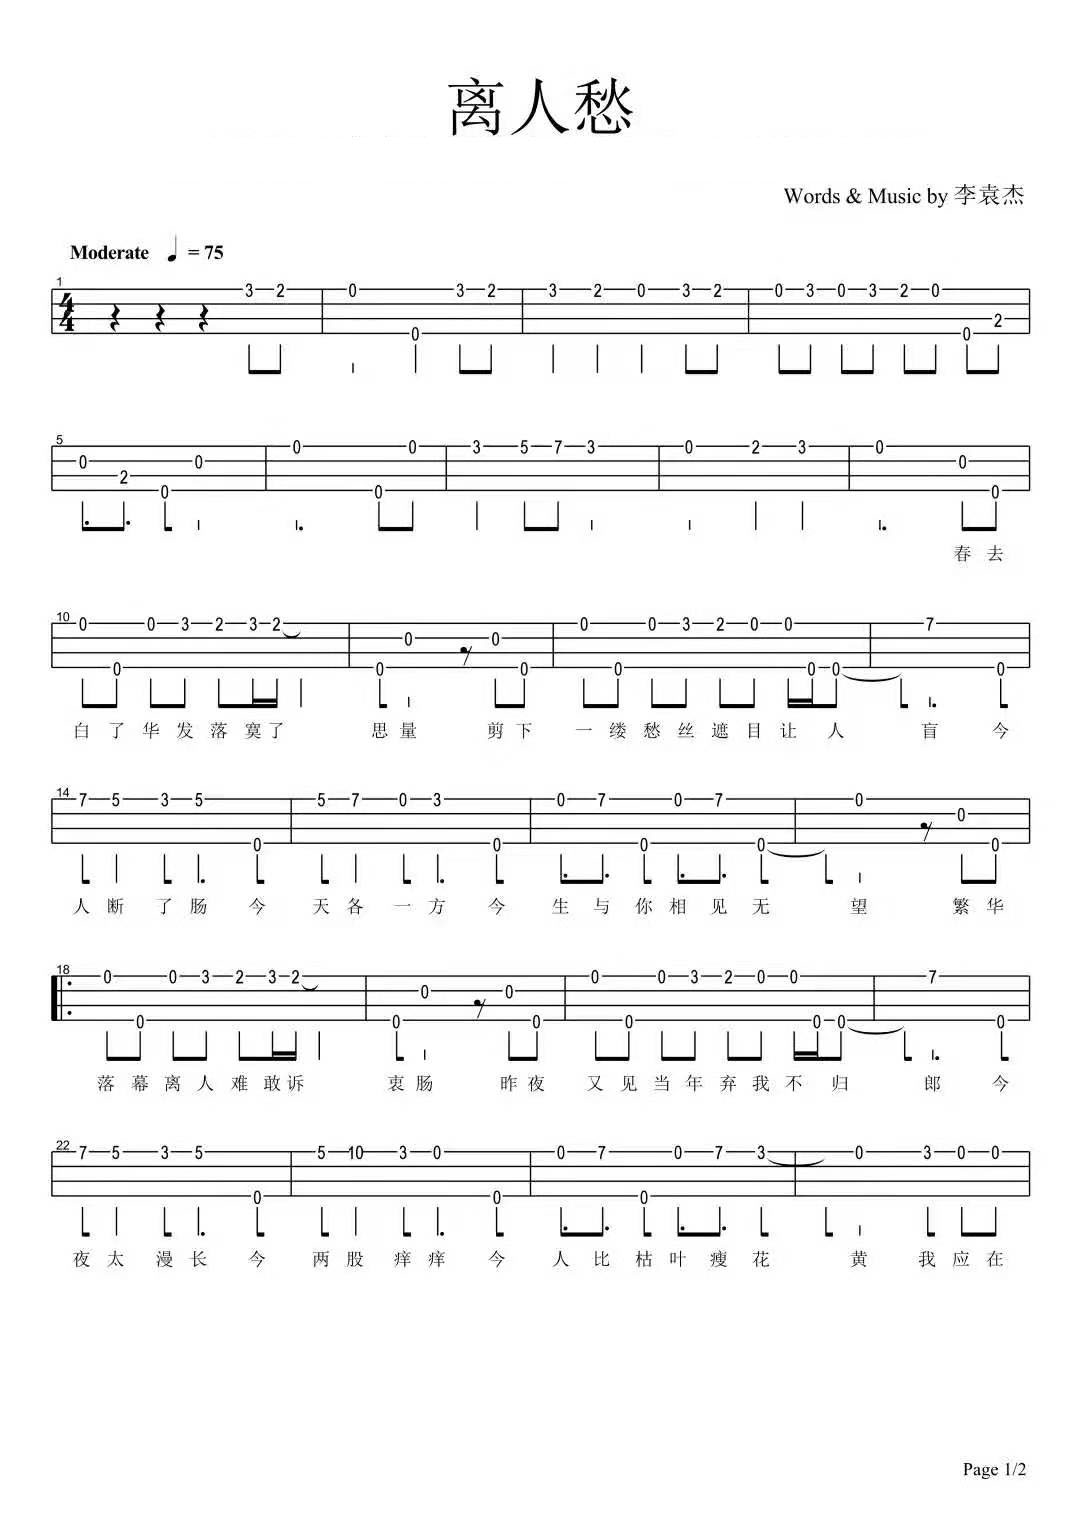 离人愁
Words & Music by 李袁杰
Moderate ♩ = 75
1
4
4
3 2 0 0 3 2 3 2 0 3 2 0 3 0 3 2 0 0 2
5
0 2 0 0 0 0 0 3 5 7 3 0 2 3 0 0 0
春 去
10
0 0 0 3 2 3 2 0 0 0 0 0 0 0 3 2 0 0 0 0 7 0
白 了 华 发 落 寞 了 思 量 剪 下 一 缕 愁 丝 遮 目 让 人 盲 今
14
7 5 3 5 0 5 7 0 3 0 0 7 0 0 7 0 0 0 0
人 断 了 肠 今 天 各 一 方 今 生 与 你 相 见 无 望 繁 华
18
0 0 0 3 2 3 2 0 0 0 0 0 0 0 3 2 0 0 0 0 7 0
落 幕 离 人 难 敢 诉 衷 肠 昨 夜 又 见 当 年 弃 我 不 归 郎 今
22
7 5 3 5 0 5 10 3 0 0 0 7 0 0 7 3 0 3 0 0
夜 太 漫 长 今 两 股 痒 痒 今 人 比 枯 叶 瘦 花 黄 我 应 在
Page 1/2